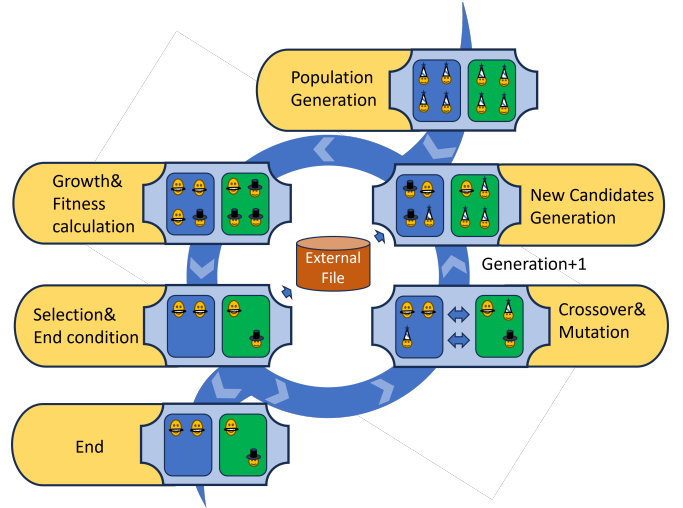 Population
Generation
Growth&
Fitness
calculation
New Candidates
Generation
External
File
Generation+1
Selection&
End condition
Crossover&
Mutation
End